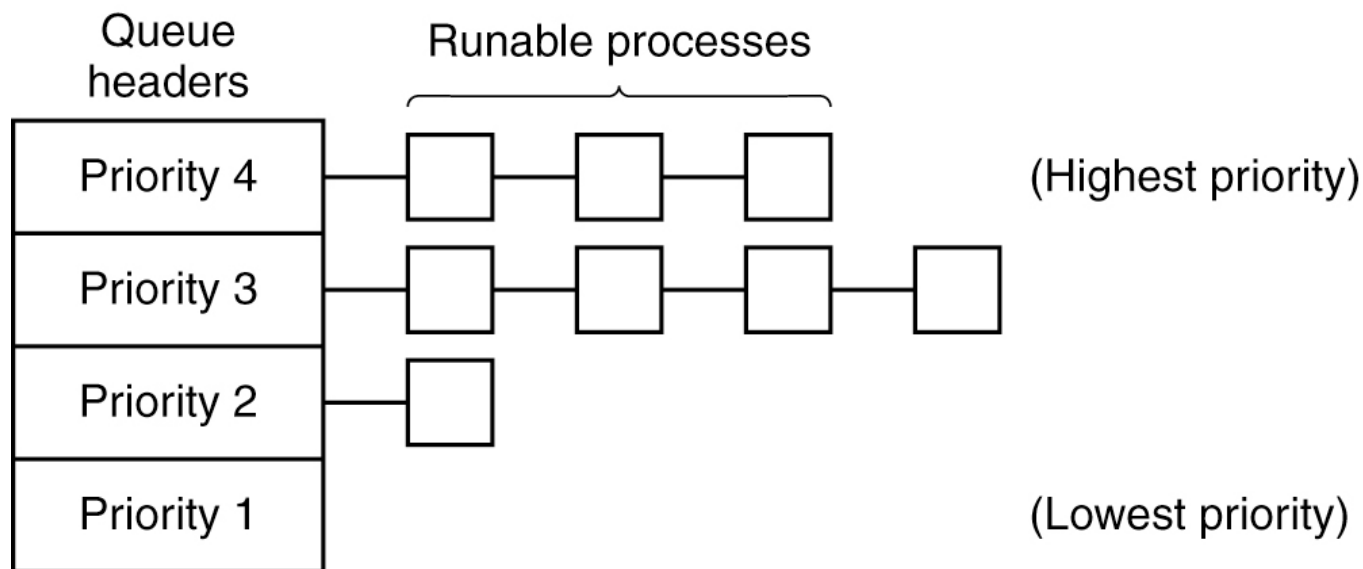 Queue
headers
Runable processes
Priority 4
(Highest priority)
Priority 3
Priority 2
Priority 1
(Lowest priority)